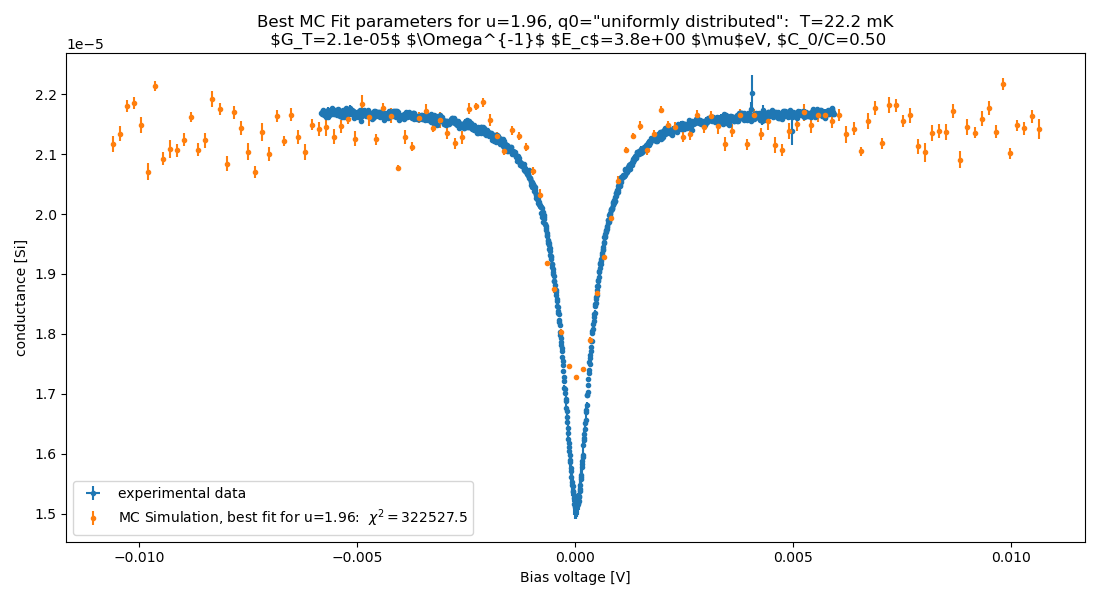 Best MC Fit parameters for u=1.96, q0="uniformly distributed":  T=22.2 mK
$G_T=2.1e-05$ $\Omega^{-1}$ $E_c$=3.8e+00 $\mu$eV, $C_0/C=0.50
1e−5
2.2
2.1
2.0
1.9
1.8
1.7
1.6
1.5
conductance [Si]
experimental data
MC Simulation, best fit for u=1.96:  χ² = 322527.5
−0.010
−0.005
0.000
0.005
0.010
Bias voltage [V]